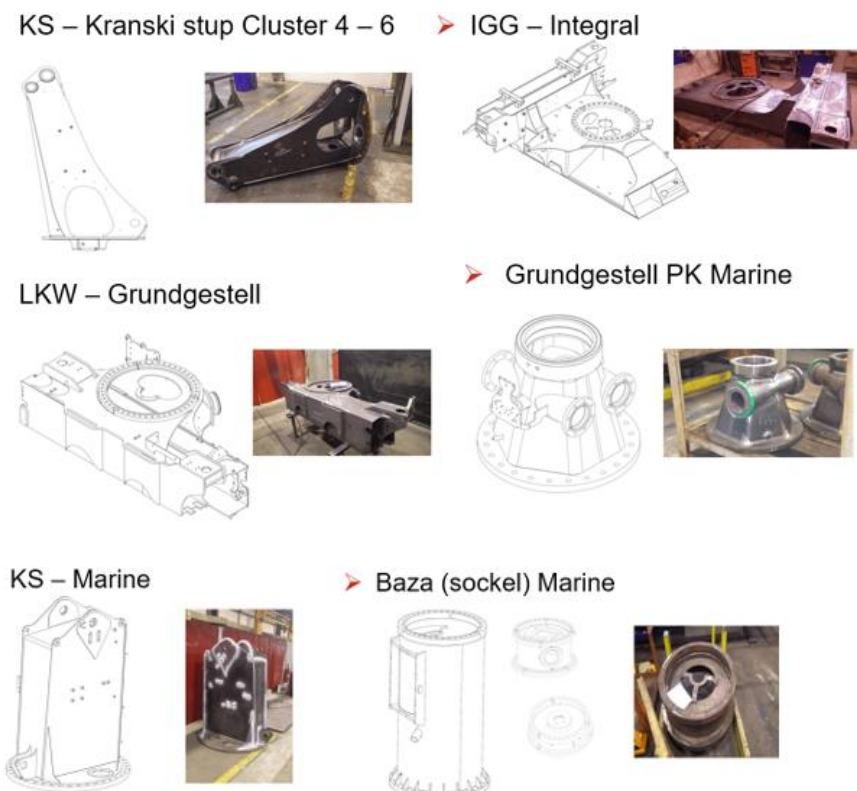 KS – Kranski stup Cluster 4 – 6
IGG – Integral
LKW – Grundgestell
Grundgestell PK Marine
KS – Marine
Baza (sockel) Marine